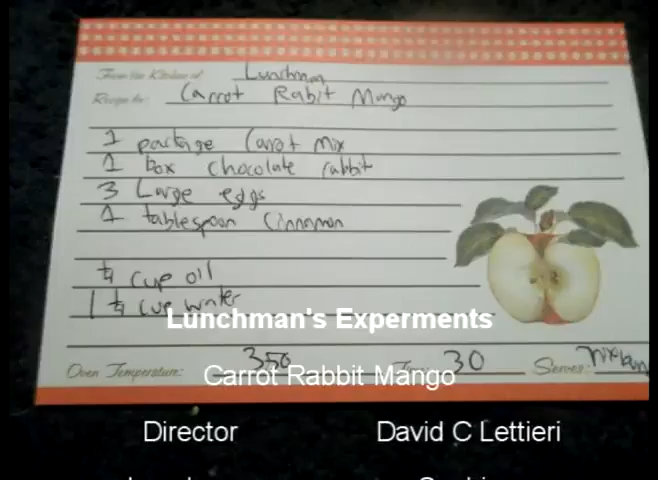 From the Kitchen of: Lunchman
Recipe for: Carrot Rabit Mango
1 package Carrot Mix
1 box chocolate rabbit
3 Large eggs
1 tablespoon Cinnamon
1/4 cup oil
1 1/4 cup water
Lunchman's Experments
Oven Temperature: 350 Time: 30 Serves:
Carrot Rabbit Mango
Director David C Lettieri